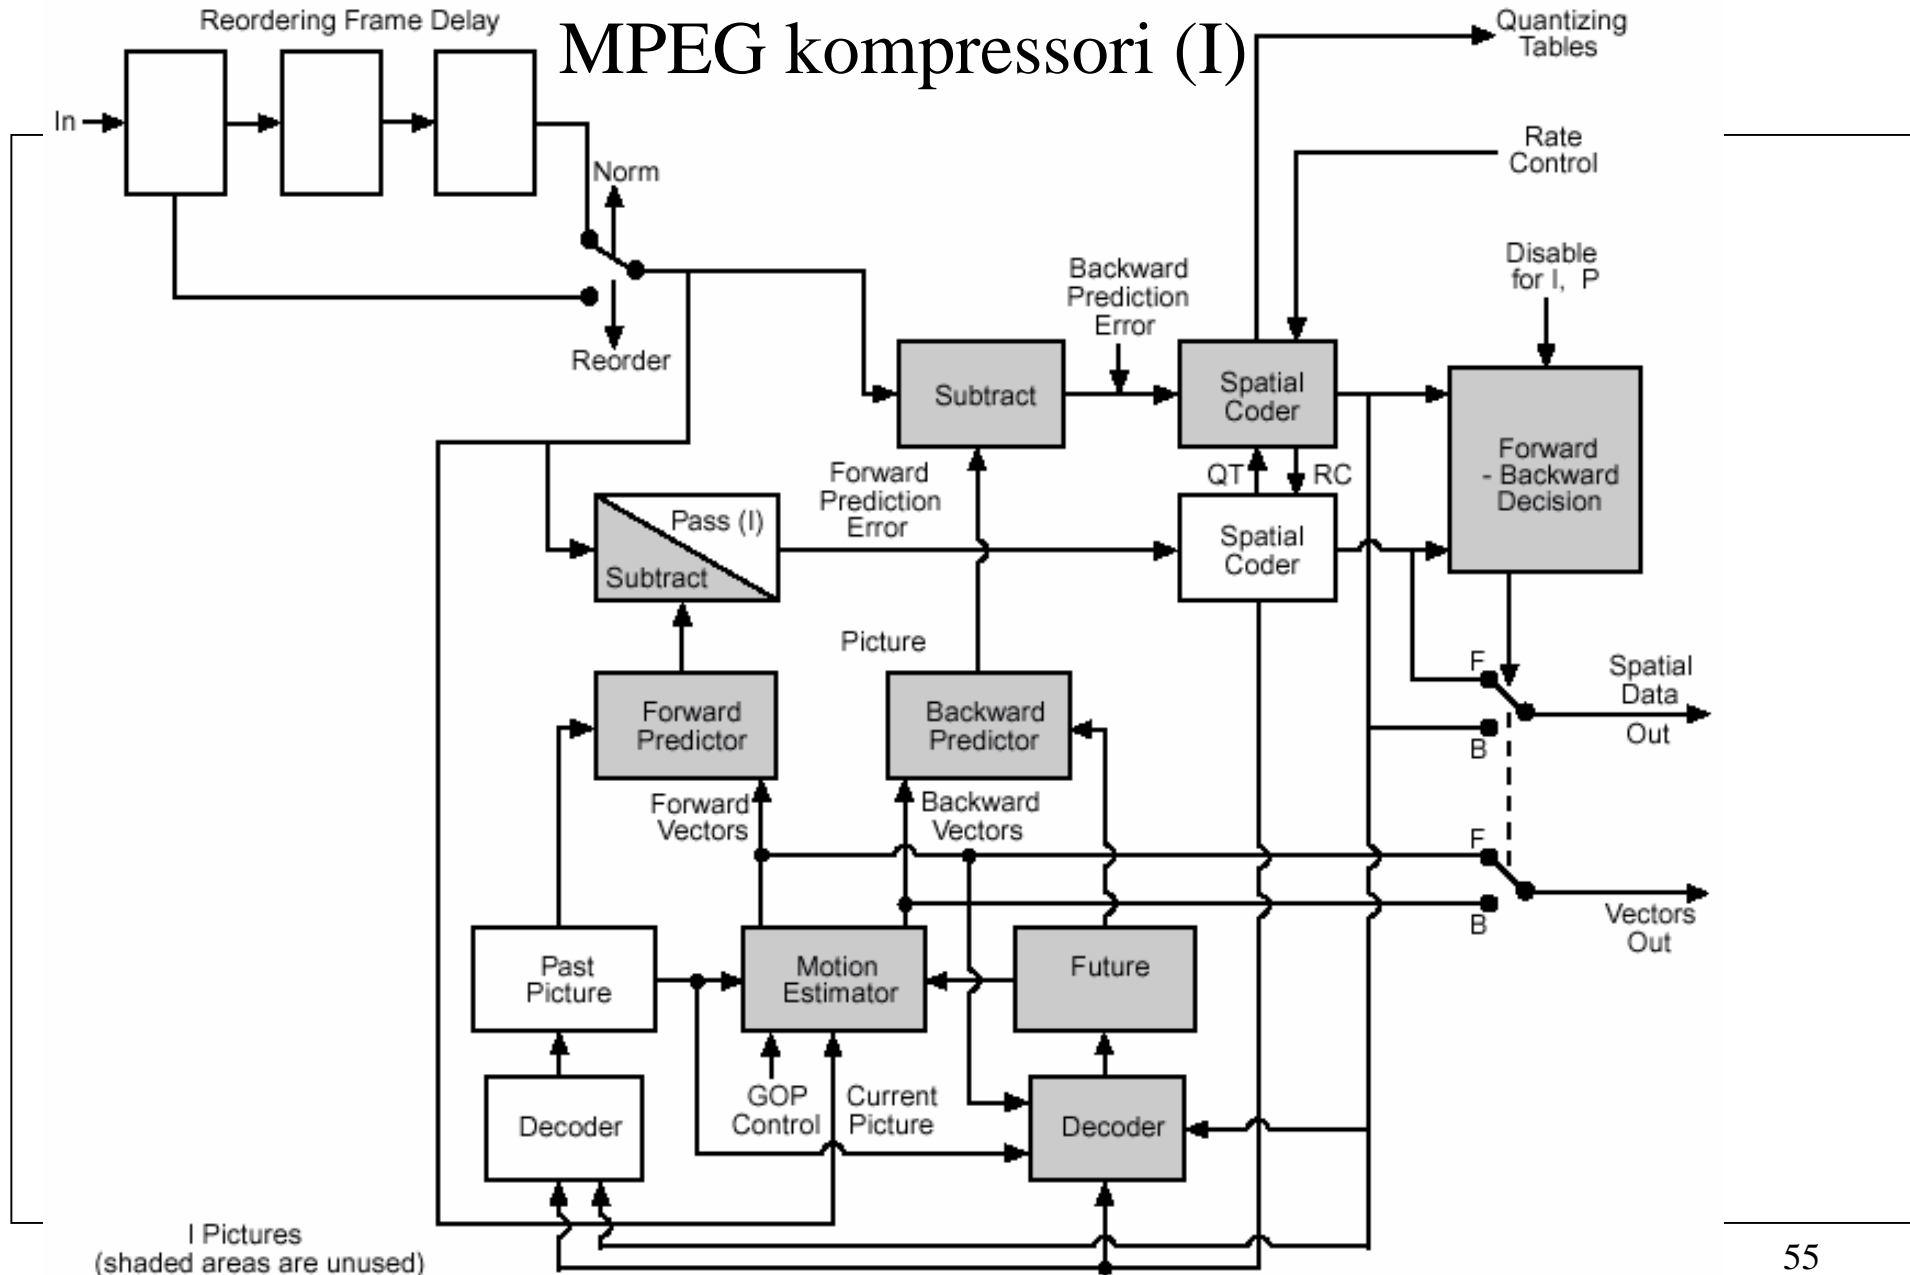 Reordering Frame Delay
MPEG kompressori (I)
Quantizing
Tables
In
Rate
Control
Norm
Reorder
Disable
for I, P
Backward
Prediction
Error
Subtract
Spatial
Coder
Forward
- Backward
Decision
QT
RC
Forward
Prediction
Error
Pass (I)
Subtract
Spatial
Coder
Picture
F
Spatial
Data
Out
B
Forward
Predictor
Backward
Predictor
Forward
Vectors
Backward
Vectors
F
Vectors
Out
B
Past
Picture
Motion
Estimator
Future
GOP
Control
Current
Picture
Decoder
Decoder
I Pictures
(shaded areas are unused)
55